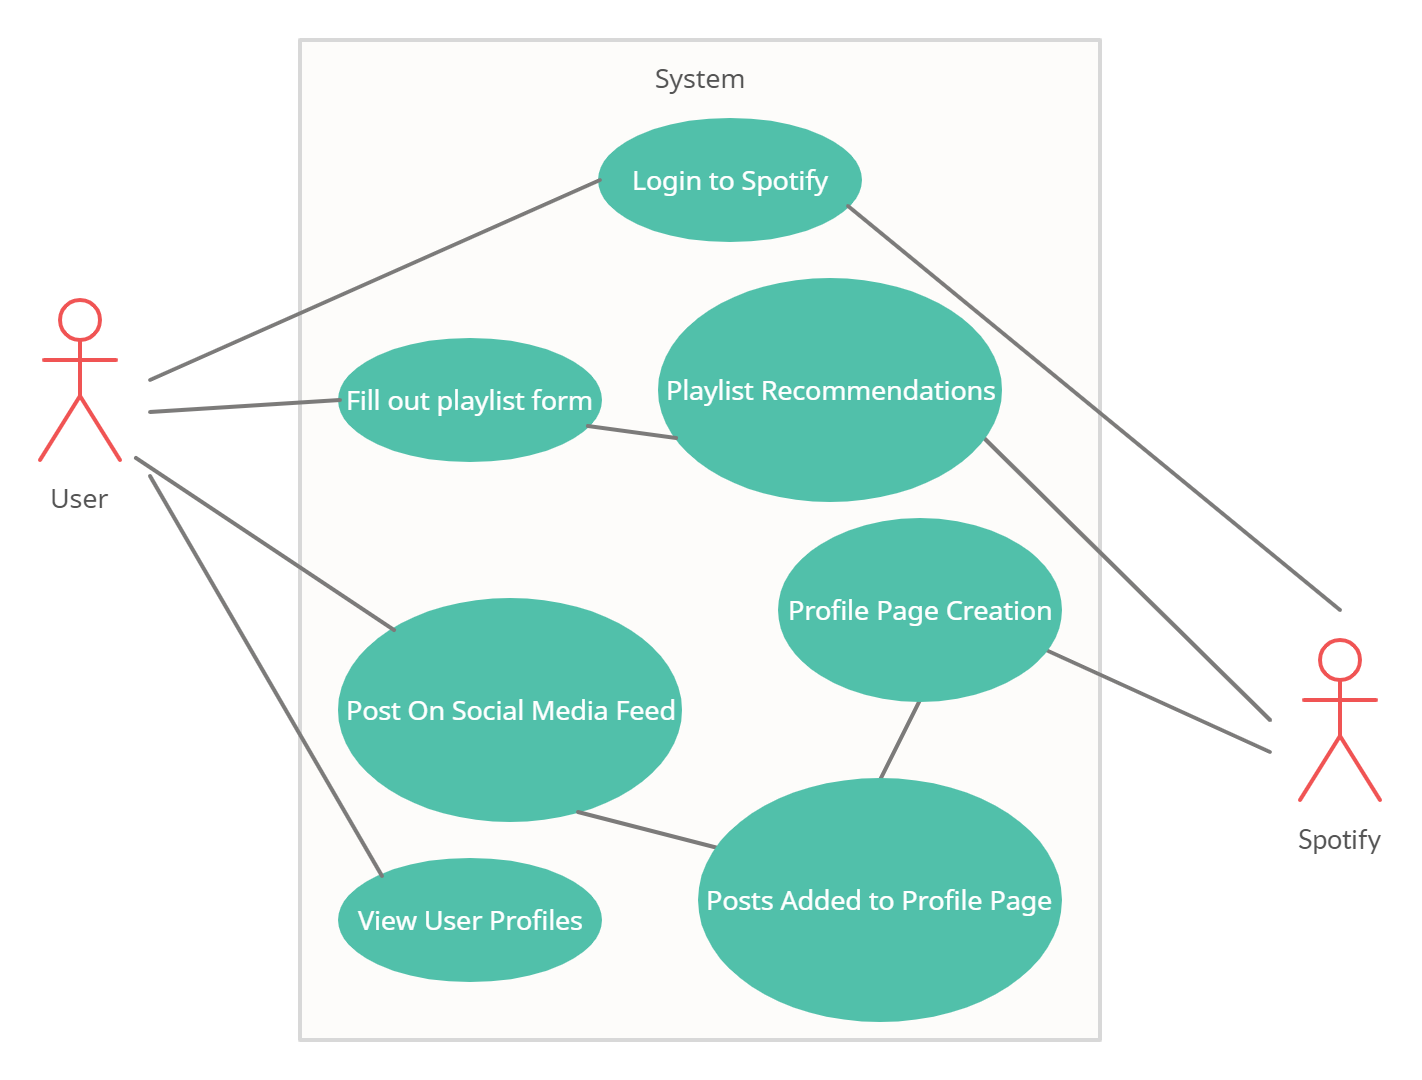 System
Login to Spotify
Playlist Recommendations
Fill out playlist form
User
Profile Page Creation
Post On Social Media Feed
Spotify
Posts Added to Profile Page
View User Profiles